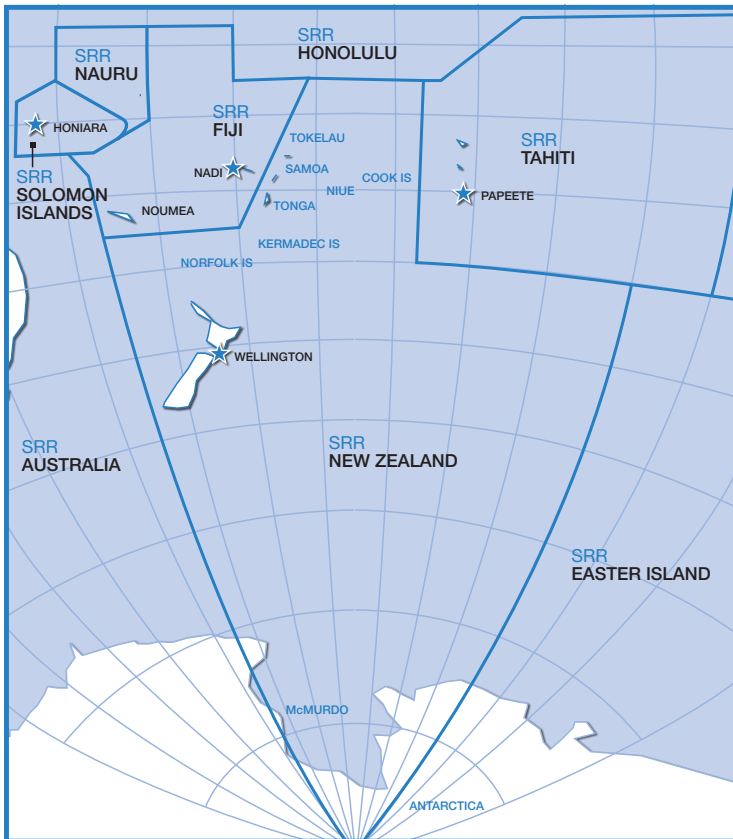 SRR
HONOLULU
SRR
NAURU
SRR
FIJI
HONIARA
TOKELAU
SRR
TAHITI
SAMOA
NADI
COOK IS
SRR
SOLOMON
ISLANDS
NIUE
PAPEETE
TONGA
NOUMEA
KERMADEC IS
NORFOLK IS
WELLINGTON
SRR
AUSTRALIA
SRR
NEW ZEALAND
SRR
EASTER ISLAND
McMURDO
ANTARCTICA